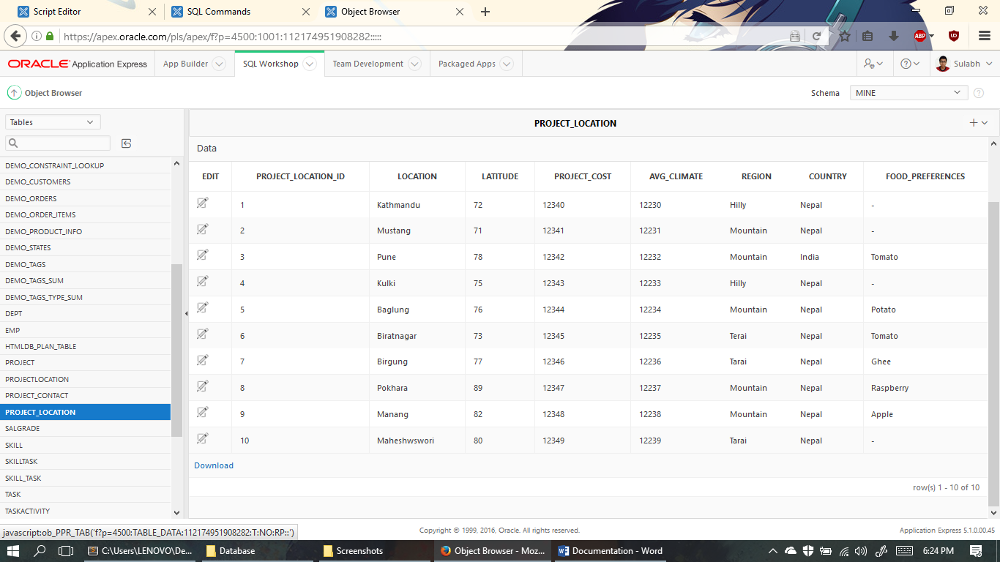 Script Editor SQL Commands Object Browser
https://apex.oracle.com/pls/apex/f?p=4500:1001:112174951908282:::::
ABP
ORACLE Application Express App Builder SQL Workshop Team Development Packaged Apps Sulabh
Object Browser Schema MINE
Tables
PROJECT_LOCATION
Data
DEMO_CONSTRAINT_LOOKUP
DEMO_CUSTOMERS
DEMO_ORDERS
DEMO_ORDER_ITEMS
DEMO_PRODUCT_INFO
DEMO_STATES
DEMO_TAGS
DEMO_TAGS_SUM
DEMO_TAGS_TYPE_SUM
DEPT
EMP
HTMLDB_PLAN_TABLE
PROJECT
PROJECTLOCATION
PROJECT_CONTACT
PROJECT_LOCATION
SALGRADE
SKILL
SKILLTASK
SKILL_TASK
TASK
TASKACTIVITY
EDIT PROJECT_LOCATION_ID LOCATION LATITUDE PROJECT_COST AVG_CLIMATE REGION COUNTRY FOOD_PREFERENCES
1 Kathmandu 72 12340 12230 Hilly Nepal -
2 Mustang 71 12341 12231 Mountain Nepal -
3 Pune 78 12342 12232 Mountain India Tomato
4 Kulki 75 12343 12233 Hilly Nepal -
5 Baglung 76 12344 12234 Mountain Nepal Potato
6 Biratnagar 73 12345 12235 Terai Nepal Tomato
7 Birgung 77 12346 12236 Tarai Nepal Ghee
8 Pokhara 89 12347 12237 Mountain Nepal Raspberry
9 Manang 82 12348 12238 Mountain Nepal Apple
10 Maheshwswori 80 12349 12239 Tarai Nepal -
Download
row(s) 1 - 10 of 10
javascript:ob_PPR_TAB('f?p=4500:TABLE_DATA:112174951908282:T:NO:RP::')
Copyright © 1999, 2016, Oracle. All rights reserved. Application Express 5.1.0.00.45
C:\Users\LENOVO\De... Database Screenshots Object Browser - Moz... Documentation - Word 6:24 PM